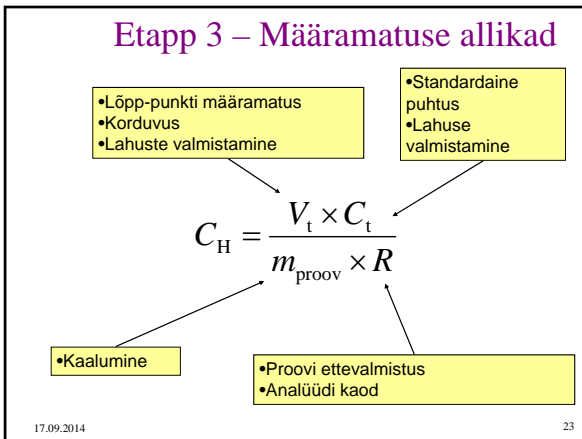 Etapp 3 – Määramatuse allikad
•Lõpp-punkti määramatus
•Korduvus
•Lahuste valmistamine
•Standardaine
puhtus
•Lahuse
valmistamine
C_H = (V_t × C_t) / (m_proov × R)
•Kaalumine
•Proovi ettevalmistus
•Analüüdi kaod
17.09.2014
23